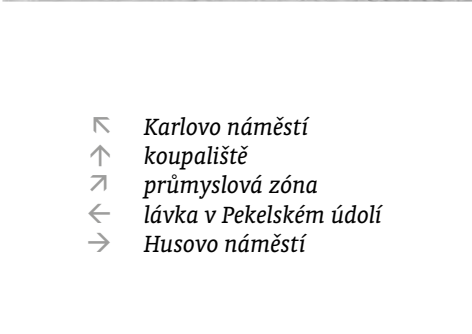 ↖ Karlovo náměstí
↑ koupaliště
↗ průmyslová zóna
← lávka v Pekelském údolí
→ Husovo náměstí